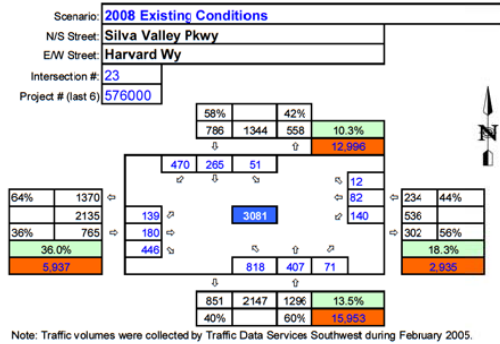 Scenario: 2008 Existing Conditions
N/S Street: Silva Valley Pkwy
E/W Street: Harvard Wy
Intersection #: 23
Project # (last 6) 576000
58% 42%
786 1344 558 10.3%
12,996
N
470 265 51
12
64% 1370 82 234 44%
2135 139 3081 140 536
36% 765 180 302 56%
36.0% 446 18.3%
5,937 818 407 71 2,935
851 2147 1296 13.5%
40% 60% 15,953
Note: Traffic volumes were collected by Traffic Data Services Southwest during February 2005.